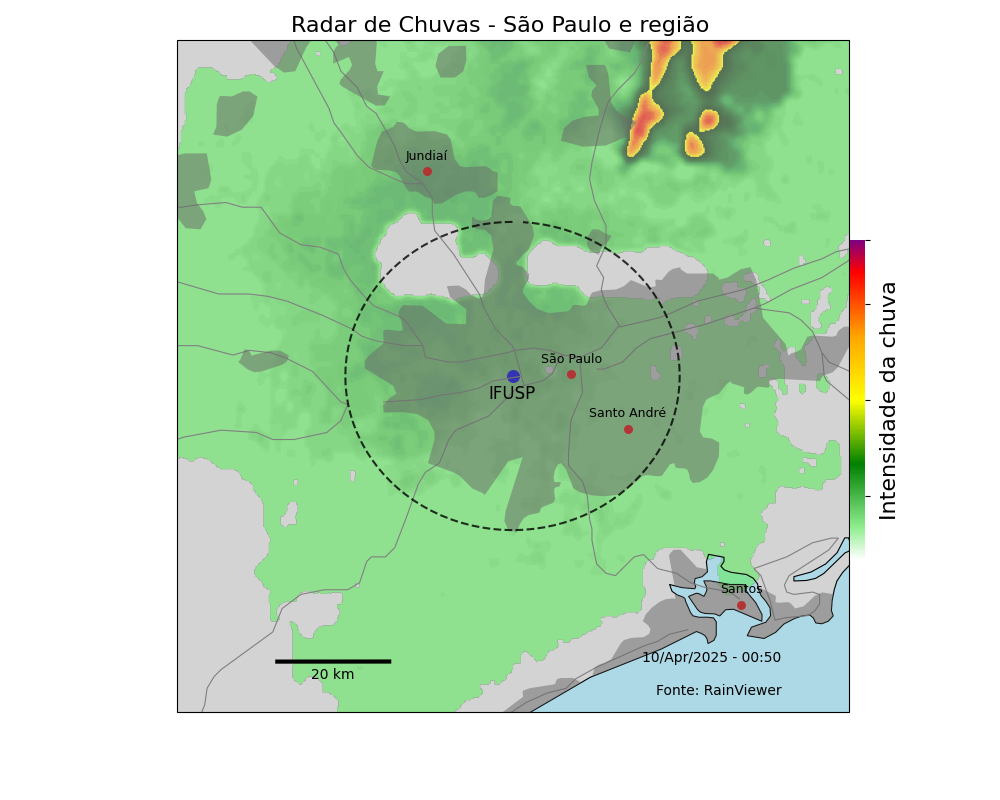 Radar de Chuvas - São Paulo e região
Jundiaí
São Paulo
IFUSP
Santo André
Santos
Intensidade da chuva
10/Apr/2025 - 00:50
20 km
Fonte: RainViewer